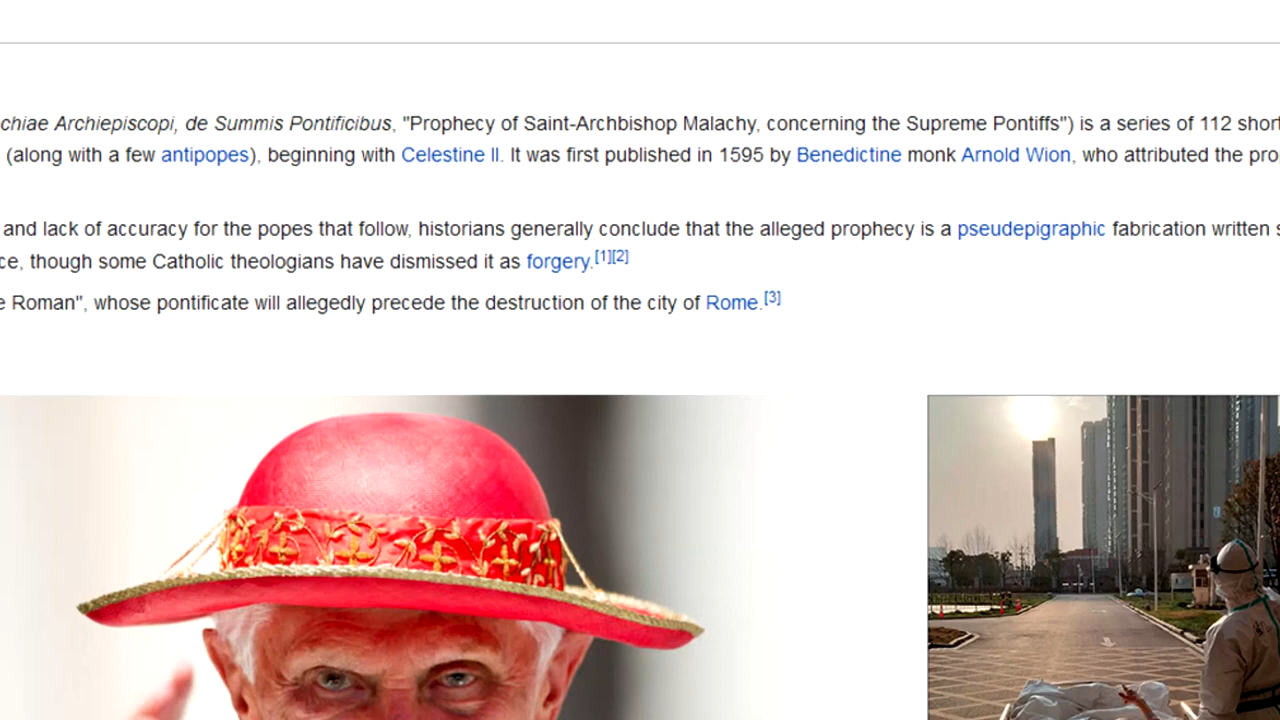 chiae Archiepiscopi, de Summis Pontificibus, "Prophecy of Saint-Archbishop Malachy, concerning the Supreme Pontiffs") is a series of 112 short
(along with a few antipopes), beginning with Celestine II. It was first published in 1595 by Benedictine monk Arnold Wion, who attributed the pro
and lack of accuracy for the popes that follow, historians generally conclude that the alleged prophecy is a pseudepigraphic fabrication written s
ce, though some Catholic theologians have dismissed it as forgery.[1][2]
e Roman", whose pontificate will allegedly precede the destruction of the city of Rome.[3]